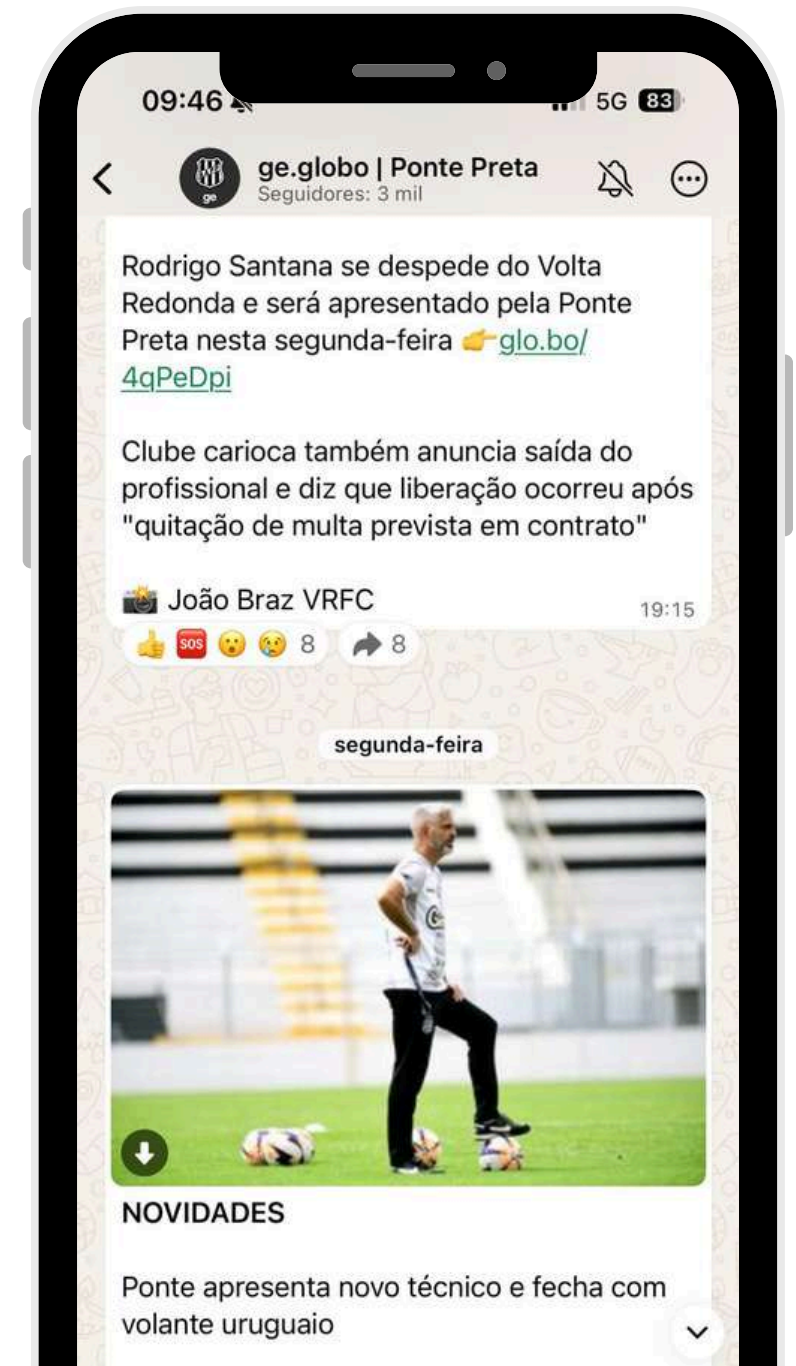 09:46
5G 83
ge.globo | Ponte Preta
Seguidores: 3 mil
ge
Rodrigo Santana se despede do Volta
Redonda e será apresentado pela Ponte
Preta nesta segunda-feira 👉glo.bo/
4qPeDpi
Clube carioca também anuncia saída do
profissional e diz que liberação ocorreu após
"quitação de multa prevista em contrato"
📸 João Braz VRFC
19:15
👍 🆘 😮 😢 8 8
segunda-feira
NOVIDADES
Ponte apresenta novo técnico e fecha com
volante uruguaio